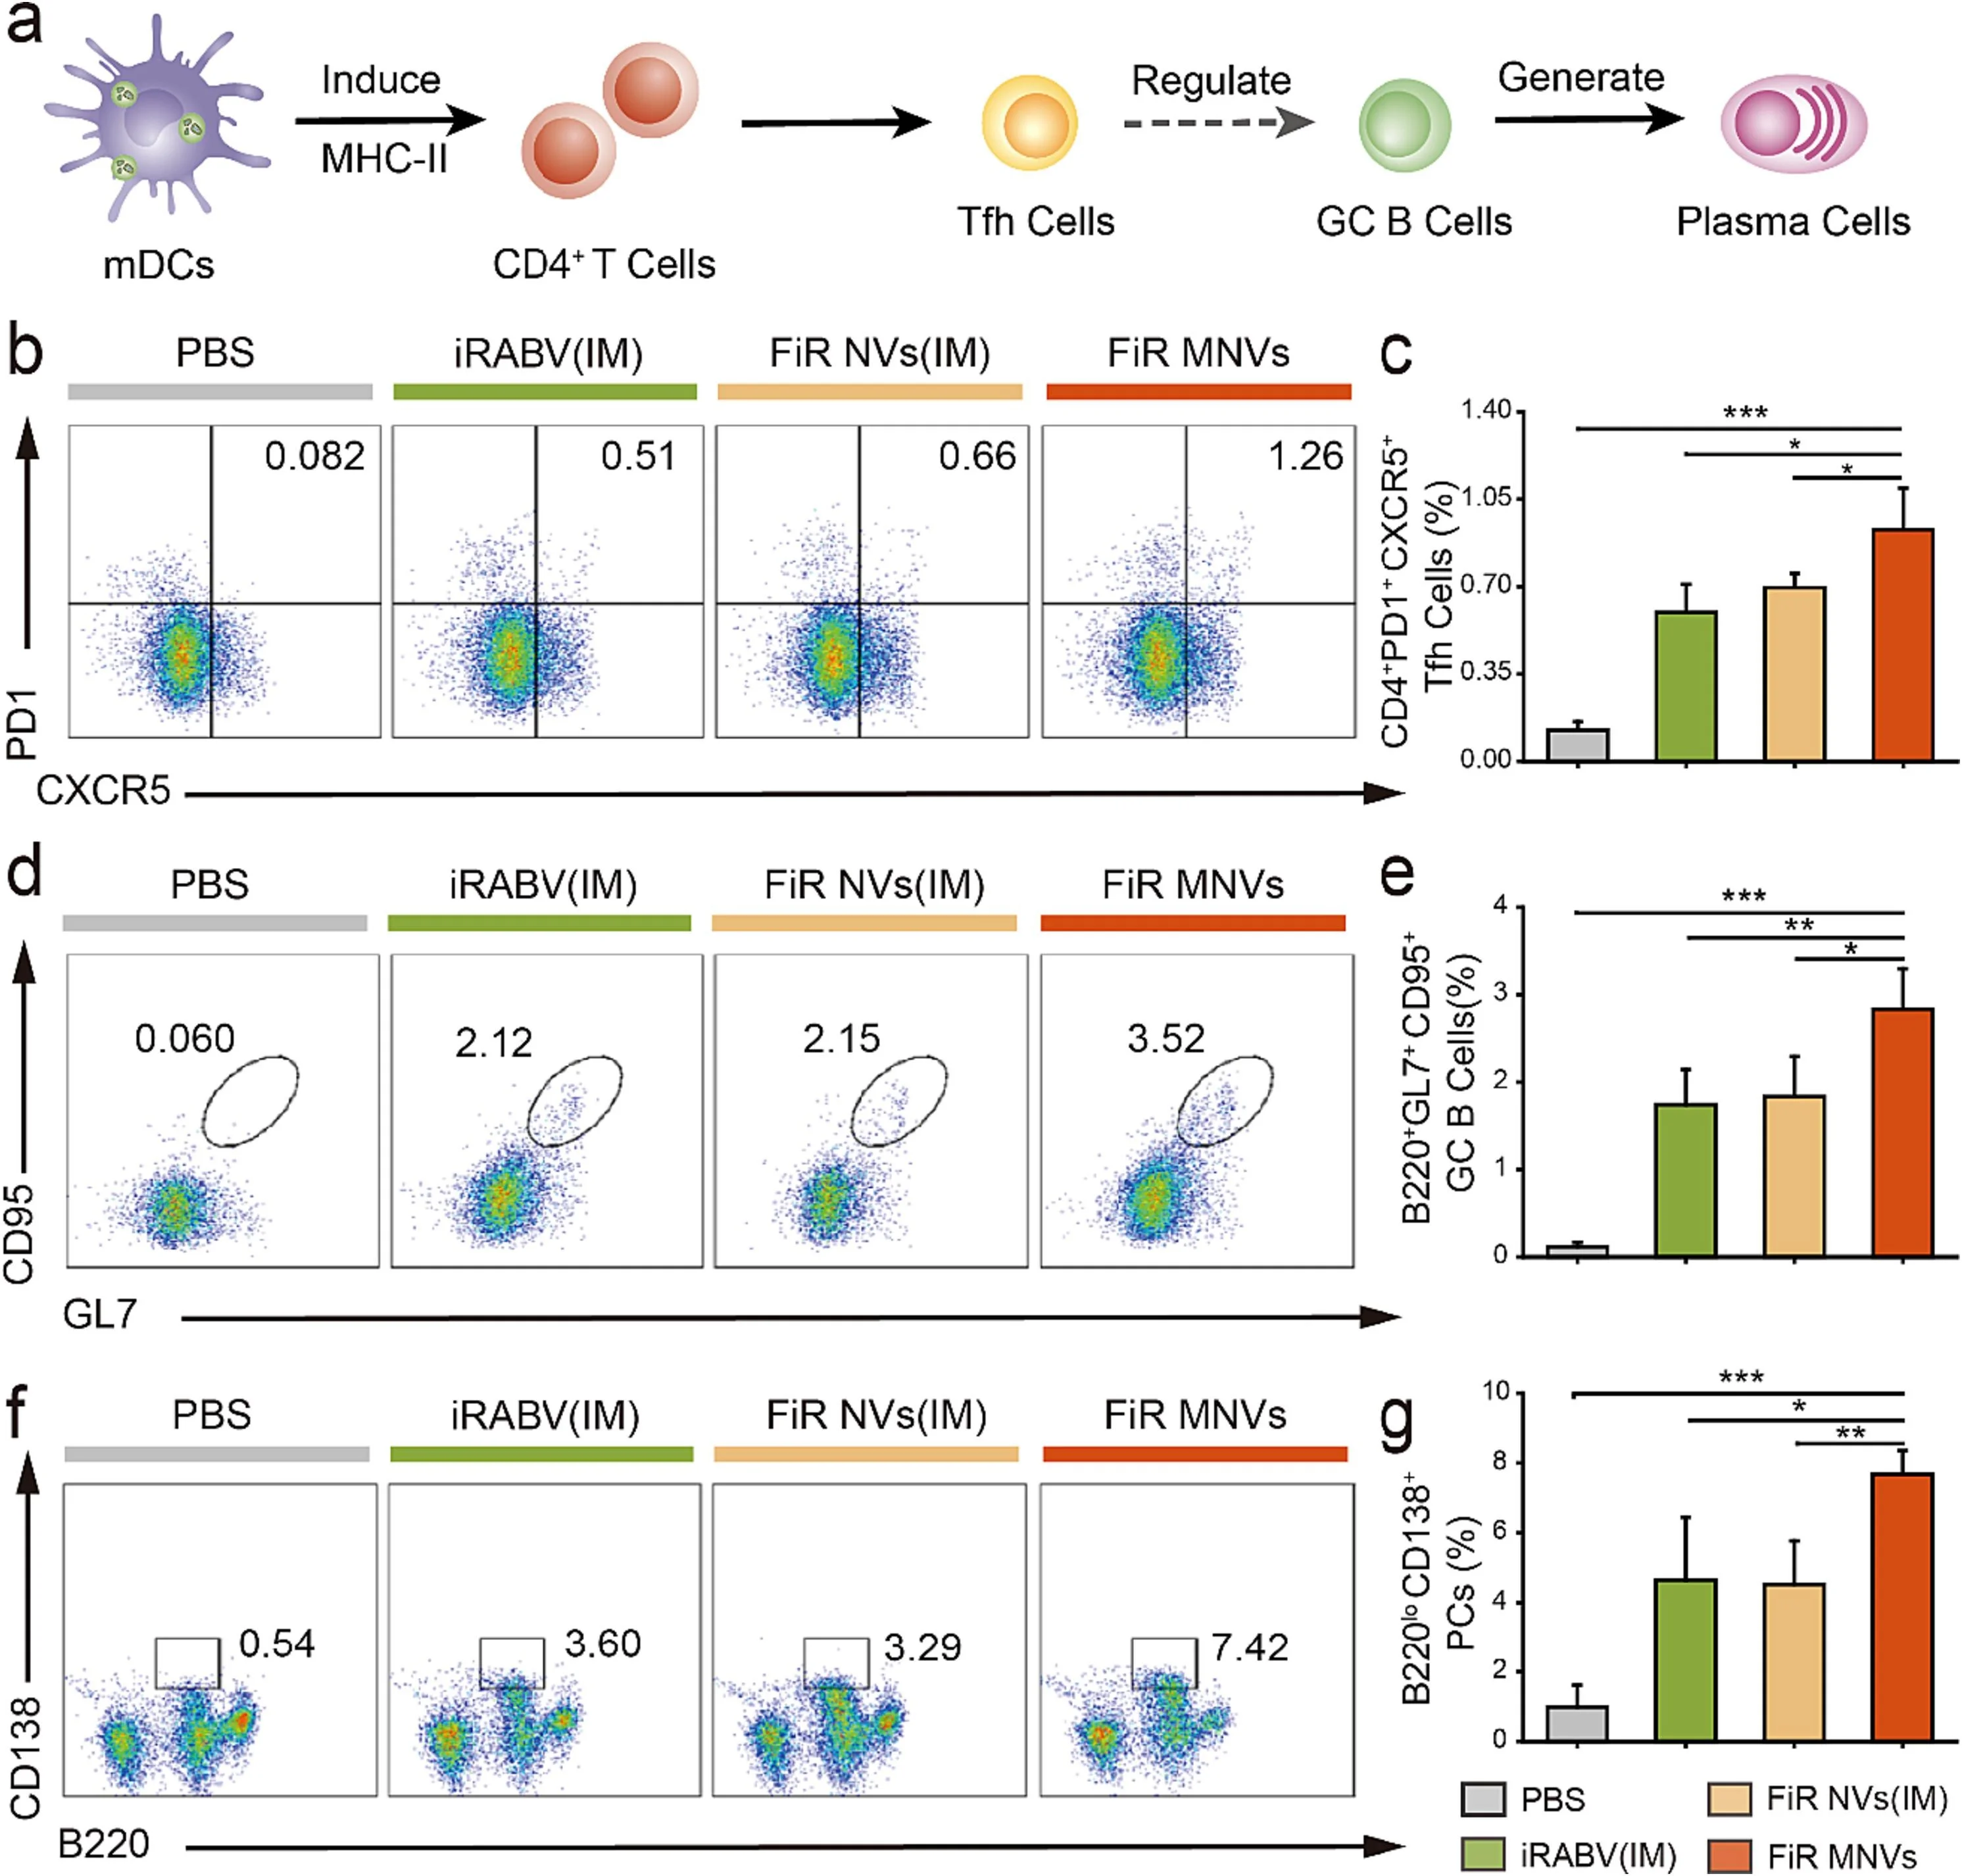 a
Induce
MHC-II
Regulate
Generate
mDCs
CD4⁺ T Cells
Tfh Cells
GC B Cells
Plasma Cells
b
PBS
iRABV(IM)
FiR NVs(IM)
FiR MNVs
0.082
0.51
0.66
1.26
PD1
CXCR5
c
CD4⁺PD1⁺CXCR5⁺
Tfh Cells (%)
1.40
1.05
0.70
0.35
0.00
***
*
*
d
PBS
iRABV(IM)
FiR NVs(IM)
FiR MNVs
0.060
2.12
2.15
3.52
CD95
GL7
e
B220⁺GL7⁺CD95⁺
GC B Cells(%)
4
3
2
1
0
***
**
*
f
PBS
iRABV(IM)
FiR NVs(IM)
FiR MNVs
0.54
3.60
3.29
7.42
CD138
B220
g
B220ˡᵒCD138⁺
PCs (%)
10
8
6
4
2
0
***
*
**
PBS
FiR NVs(IM)
iRABV(IM)
FiR MNVs